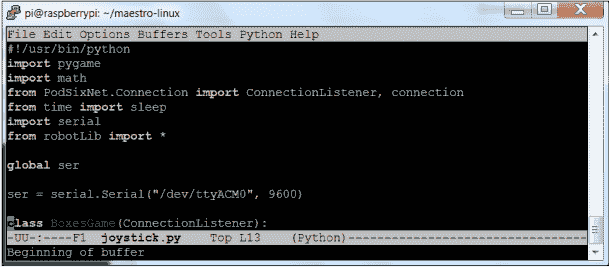 pi@raspberrypi: ~/maestro-linux
File Edit Options Buffers Tools Python Help
#!/usr/bin/python
import pygame
import math
from PodSixNet.Connection import ConnectionListener, connection
from time import sleep
import serial
from robotLib import *
global ser
ser = serial.Serial("/dev/ttyACM0", 9600)
class BoxesGame(ConnectionListener):
-UU-:----F1  joystick.py    Top L13    (Python)---------------------------------
Beginning of buffer